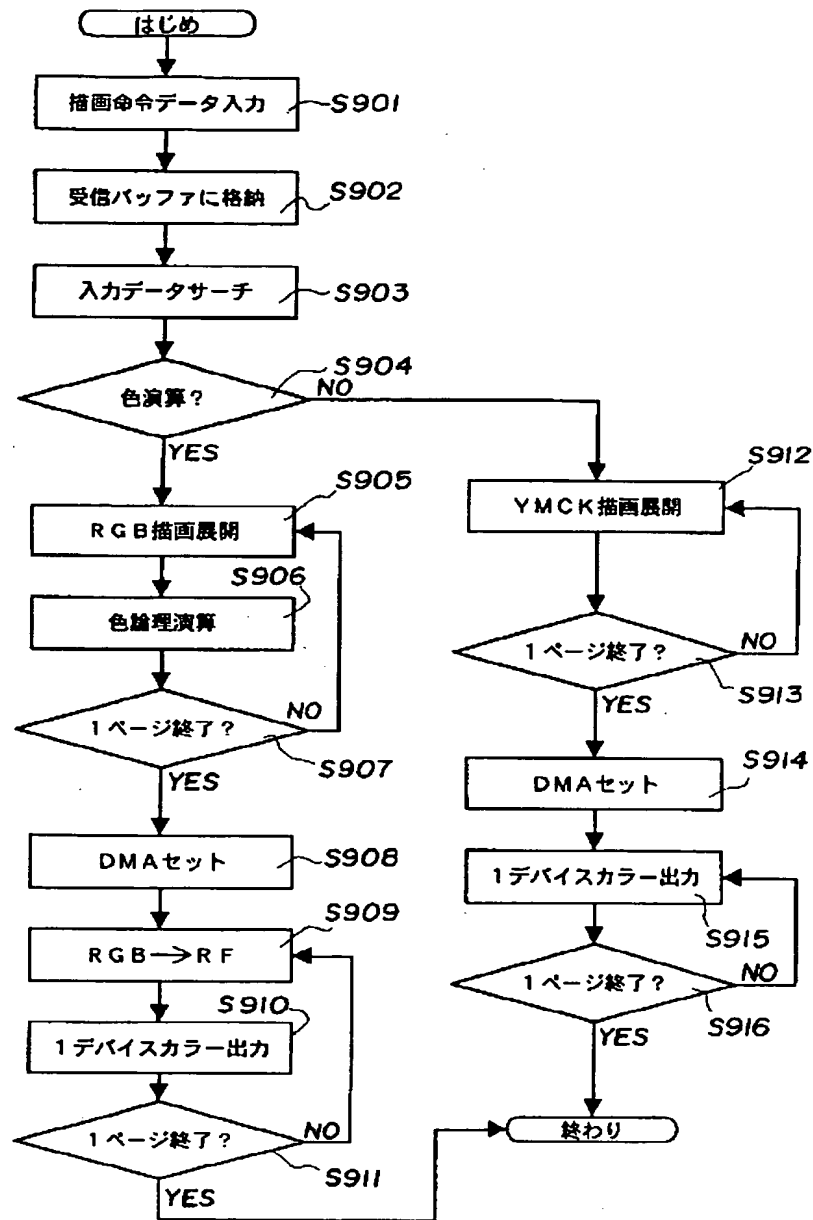 はじめ
描画命令データ入力
S901
受信バッファに格納
S902
入力データサーチ
S903
色演算?
S904
NO
YES
RGB描画展開
S905
色論理演算
S906
1ページ終了?
NO
S907
YES
DMAセット
S908
RGB→RF
S909
1デバイスカラー出力
S910
1ページ終了?
NO
S911
YES
YMCK描画展開
S912
1ページ終了?
NO
S913
YES
DMAセット
S914
1デバイスカラー出力
S915
1ページ終了?
NO
S916
YES
終わり